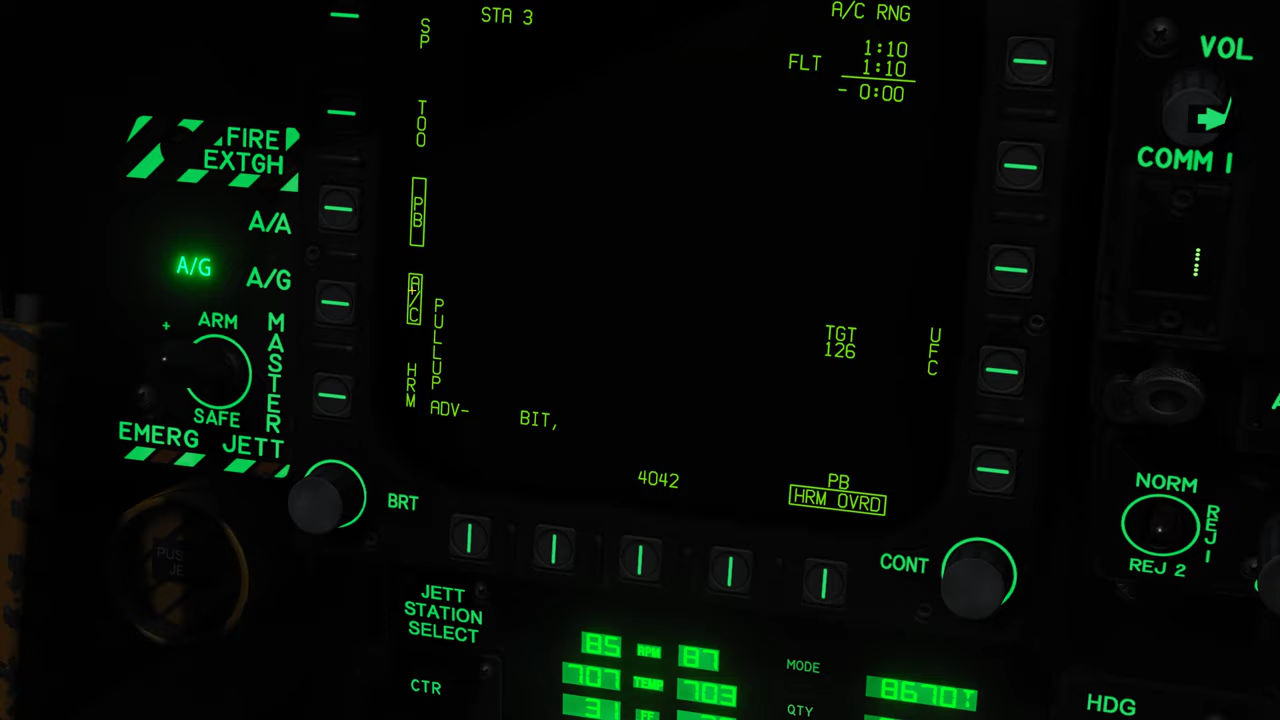 STA 3
A/C RNG
SP
1:10
FLT 1:10
- 0:00
TOO
PB
A/C
PULLUP
HRM
ADV- BIT,
TGT
126
UFC
4042
PB
HRM OVRD
FIRE
EXTGH
A/A
A/G
A/G
ARM
MASTER
SAFE
EMERG JETT
BRT
CONT
VOL
COMM 1
NORM
REJ 1
REJ 2
JETT
STATION
SELECT
CTR
85 RPM 87
707 TEMP 703
31 FF
MODE
QTY
8670T
HDG